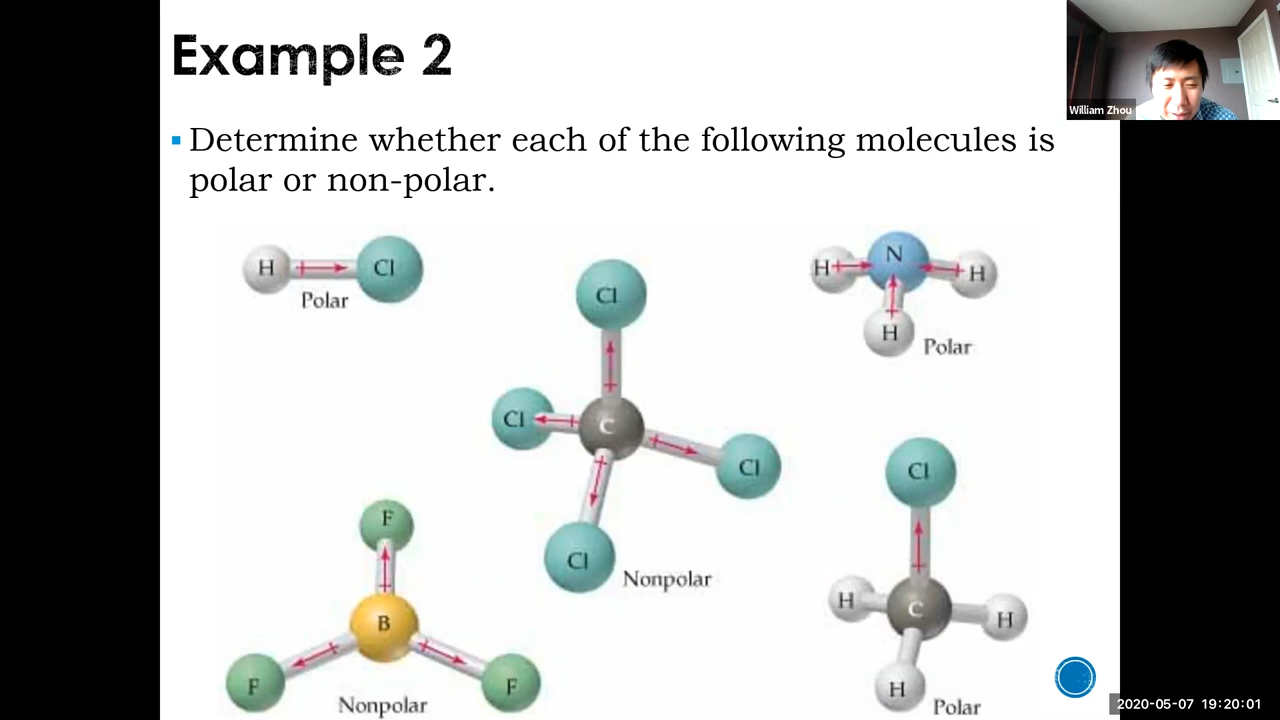 Example 2
William Zhou
▪ Determine whether each of the following molecules is
polar or non-polar.
H Cl
Polar
Cl
Cl C Cl
Cl
Nonpolar
N
H H
H
Polar
F
B
F F
Nonpolar
Cl
H C H
H
Polar
2020-05-07 19:20:01